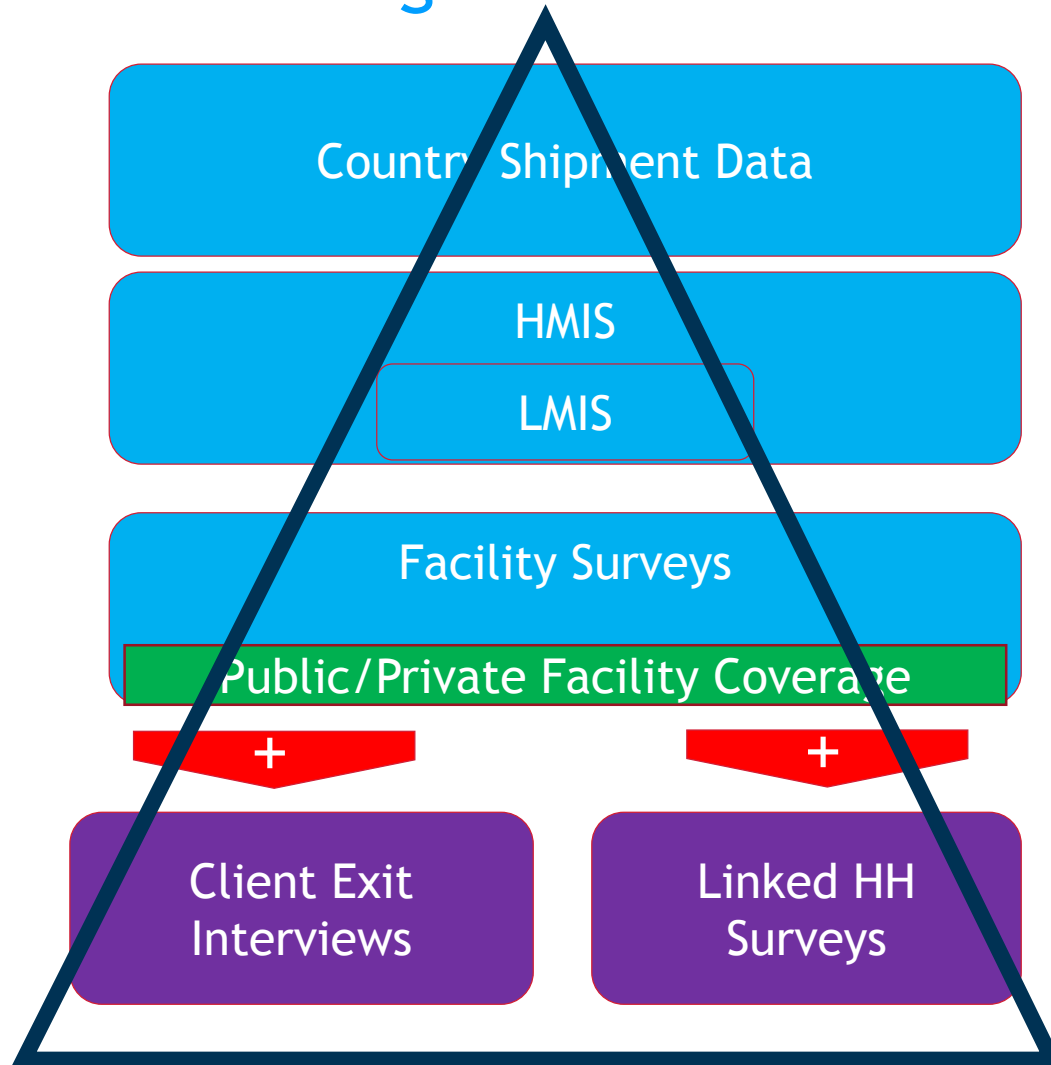 Country Shipment Data
HMIS
LMIS
Facility Surveys
Public/Private Facility Coverage
+
+
Client Exit
Interviews
Linked HH
Surveys